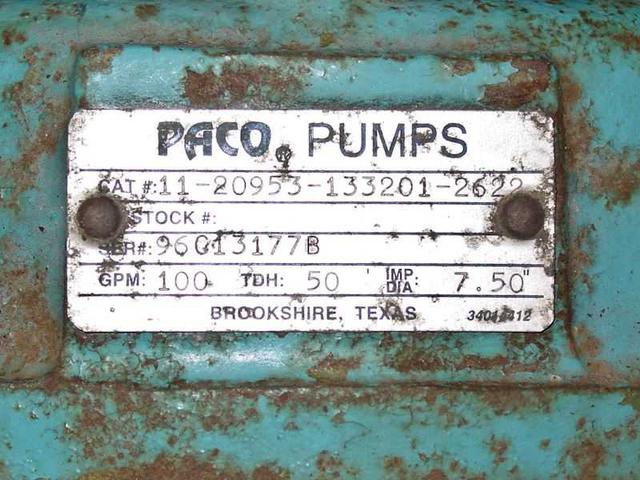 PACO® PUMPS
CAT #: 11-20953-133201-2622
STOCK #:
SER#: 96G13177B
GPM: 100 TDH: 50 ' IMP. DIA: 7.50"
BROOKSHIRE, TEXAS